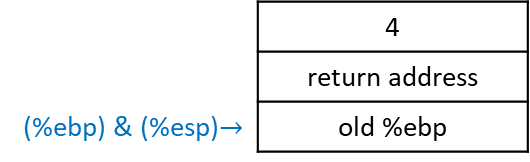 4
return address
(%ebp) & (%esp)→ old %ebp